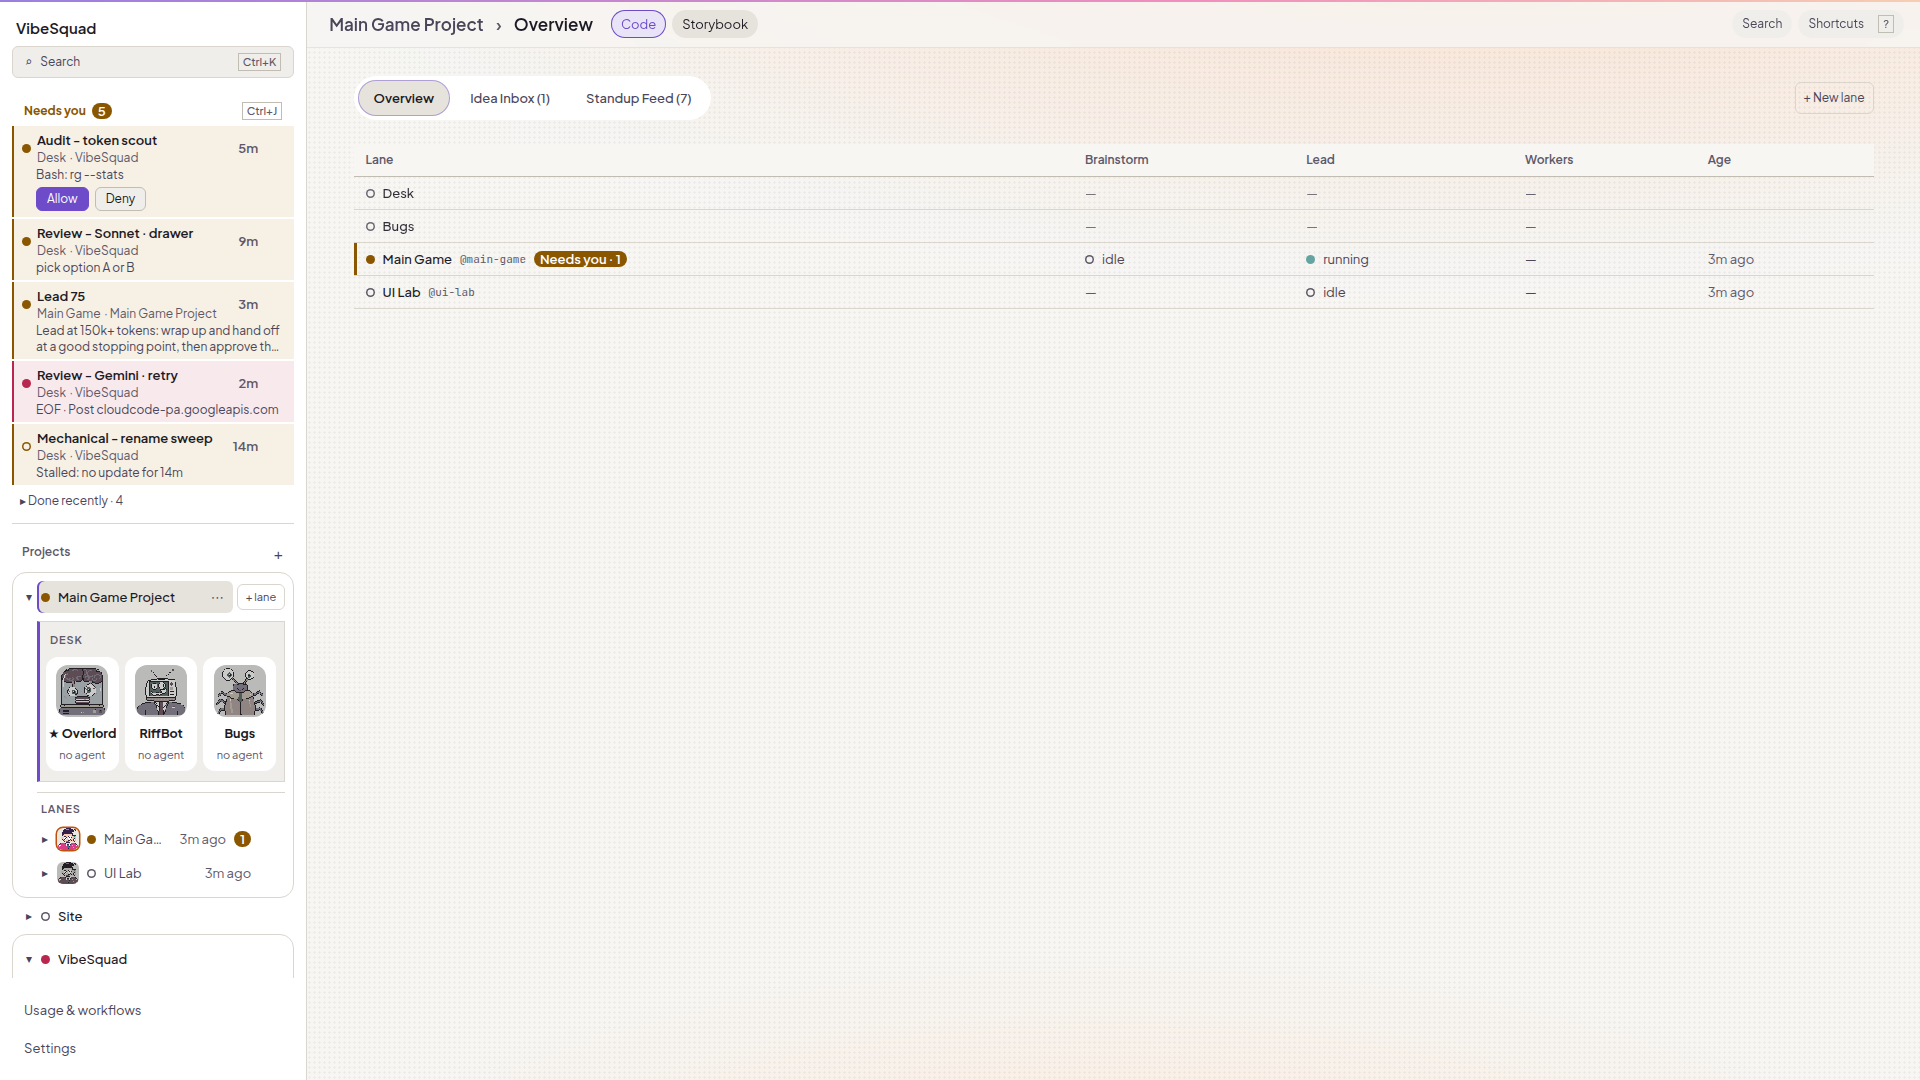 VibeSquad
Search Ctrl+K
Needs you 5 Ctrl+J
Audit – token scout 5m
Desk · VibeSquad
Bash: rg --stats
Allow Deny
Review – Sonnet · drawer 9m
Desk · VibeSquad
pick option A or B
Lead 75 3m
Main Game · Main Game Project
Lead at 150k+ tokens: wrap up and hand off
at a good stopping point, then approve th...
Review – Gemini · retry 2m
Desk · VibeSquad
EOF · Post cloudcode-pa.googleapis.com
Mechanical – rename sweep 14m
Desk · VibeSquad
Stalled: no update for 14m
▸ Done recently · 4
Projects +
▾ Main Game Project ··· + lane
DESK
★ Overlord RiffBot Bugs
no agent no agent no agent
LANES
▸ Main Ga... 3m ago 1
▸ UI Lab 3m ago
▸ Site
▾ VibeSquad
Usage & workflows
Settings
Main Game Project › Overview Code Storybook Search Shortcuts ?
Overview Idea Inbox (1) Standup Feed (7) + New lane
Lane Brainstorm Lead Workers Age
Desk — — —
Bugs — — —
Main Game @main-game Needs you · 1 idle running — 3m ago
UI Lab @ui-lab — idle — 3m ago